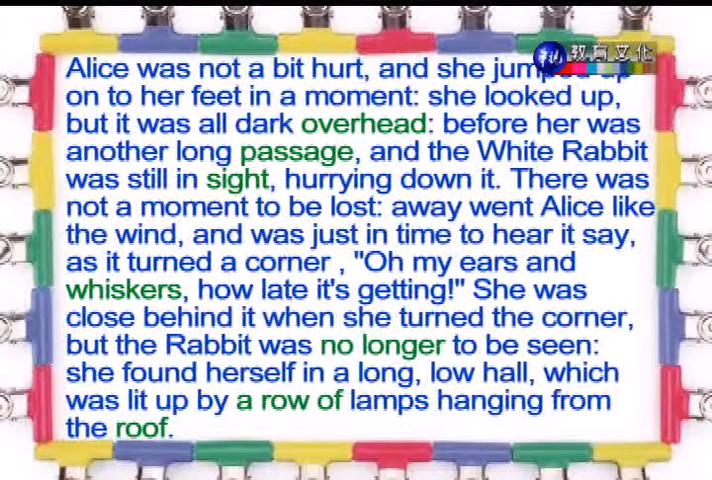 教育文化
Alice was not a bit hurt, and she jumped up
on to her feet in a moment: she looked up,
but it was all dark overhead: before her was
another long passage, and the White Rabbit
was still in sight, hurrying down it. There was
not a moment to be lost: away went Alice like
the wind, and was just in time to hear it say,
as it turned a corner , "Oh my ears and
whiskers, how late it's getting!" She was
close behind it when she turned the corner,
but the Rabbit was no longer to be seen:
she found herself in a long, low hall, which
was lit up by a row of lamps hanging from
the roof.